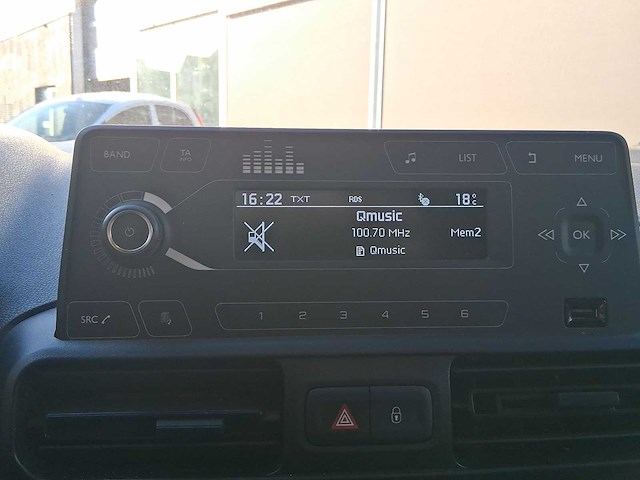 BAND
TA
INFO
LIST
MENU
16:22 TXT RDS 18°C
Qmusic
100.70 MHz Mem2
Qmusic
OK
SRC
1 2 3 4 5 6